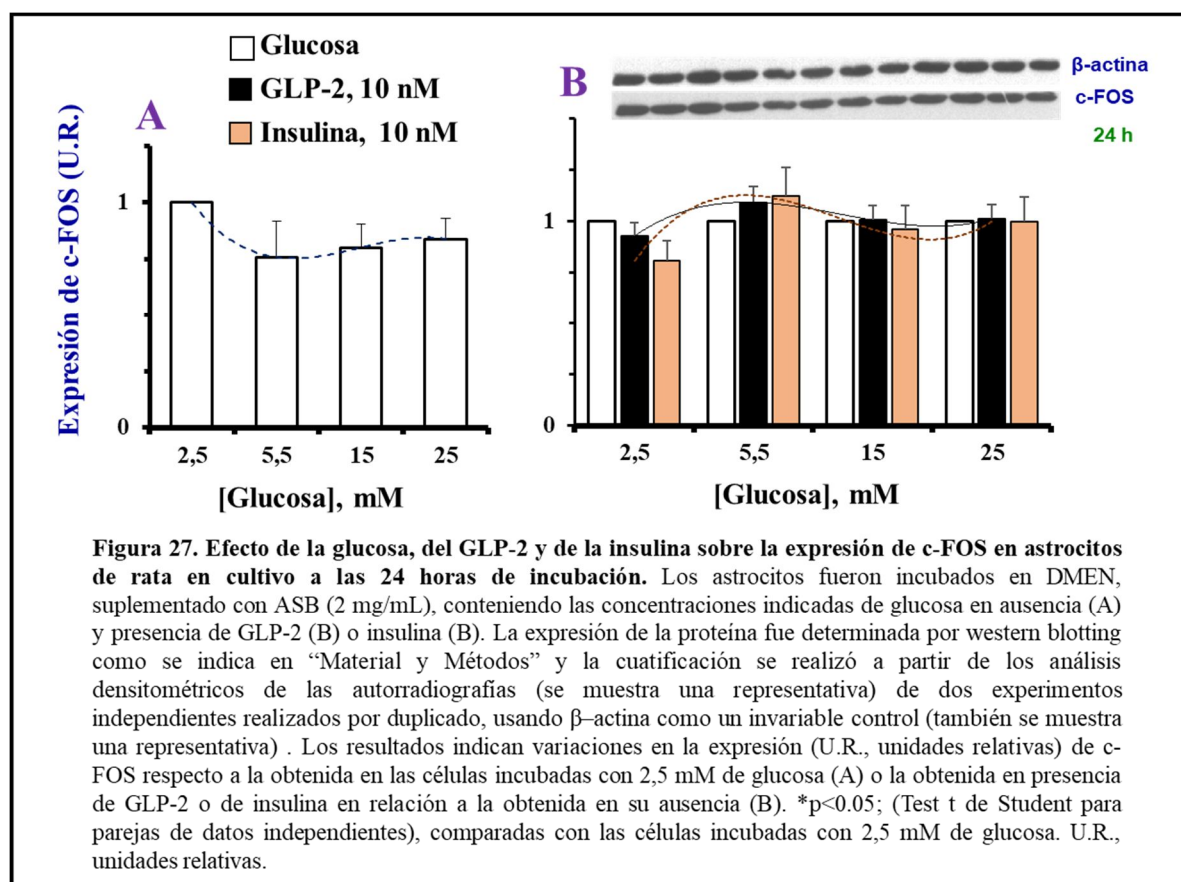 Glucosa
GLP-2, 10 nM
Insulina, 10 nM
A
Expresión de c-FOS (U.R.)
1
0
2,5 5,5 15 25
[Glucosa], mM
B
β-actina
c-FOS
24 h
1
0
2,5 5,5 15 25
[Glucosa], mM
Figura 27. Efecto de la glucosa, del GLP-2 y de la insulina sobre la expresión de c-FOS en astrocitos
de rata en cultivo a las 24 horas de incubación. Los astrocitos fueron incubados en DMEN,
suplementado con ASB (2 mg/mL), conteniendo las concentraciones indicadas de glucosa en ausencia (A)
y presencia de GLP-2 (B) o insulina (B). La expresión de la proteína fue determinada por western blotting
como se indica en “Material y Métodos” y la cuatificación se realizó a partir de los análisis
densitométricos de las autorradiografías (se muestra una representativa) de dos experimentos
independientes realizados por duplicado, usando β–actina como un invariable control (también se muestra
una representativa) . Los resultados indican variaciones en la expresión (U.R., unidades relativas) de c-
FOS respecto a la obtenida en las células incubadas con 2,5 mM de glucosa (A) o la obtenida en presencia
de GLP-2 o de insulina en relación a la obtenida en su ausencia (B). *p<0.05; (Test t de Student para
parejas de datos independientes), comparadas con las células incubadas con 2,5 mM de glucosa. U.R.,
unidades relativas.